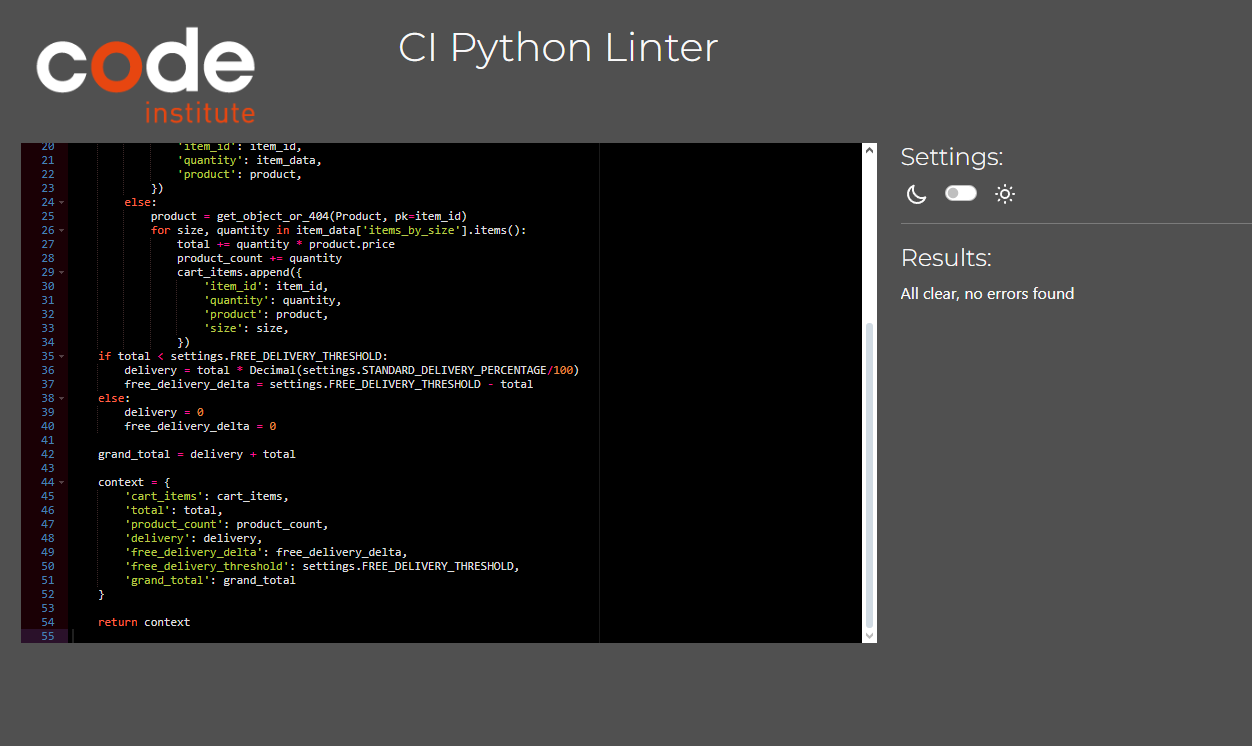 code
institute
CI Python Linter
20 'item_id': item_id,
21 'quantity': item_data,
22 'product': product,
23 })
24 else:
25 product = get_object_or_404(Product, pk=item_id)
26 for size, quantity in item_data['items_by_size'].items():
27 total += quantity * product.price
28 product_count += quantity
29 cart_items.append({
30 'item_id': item_id,
31 'quantity': quantity,
32 'product': product,
33 'size': size,
34 })
35 if total < settings.FREE_DELIVERY_THRESHOLD:
36 delivery = total * Decimal(settings.STANDARD_DELIVERY_PERCENTAGE/100)
37 free_delivery_delta = settings.FREE_DELIVERY_THRESHOLD - total
38 else:
39 delivery = 0
40 free_delivery_delta = 0
41
42 grand_total = delivery + total
43
44 context = {
45 'cart_items': cart_items,
46 'total': total,
47 'product_count': product_count,
48 'delivery': delivery,
49 'free_delivery_delta': free_delivery_delta,
50 'free_delivery_threshold': settings.FREE_DELIVERY_THRESHOLD,
51 'grand_total': grand_total
52 }
53
54 return context
55
Settings:
Results:
All clear, no errors found